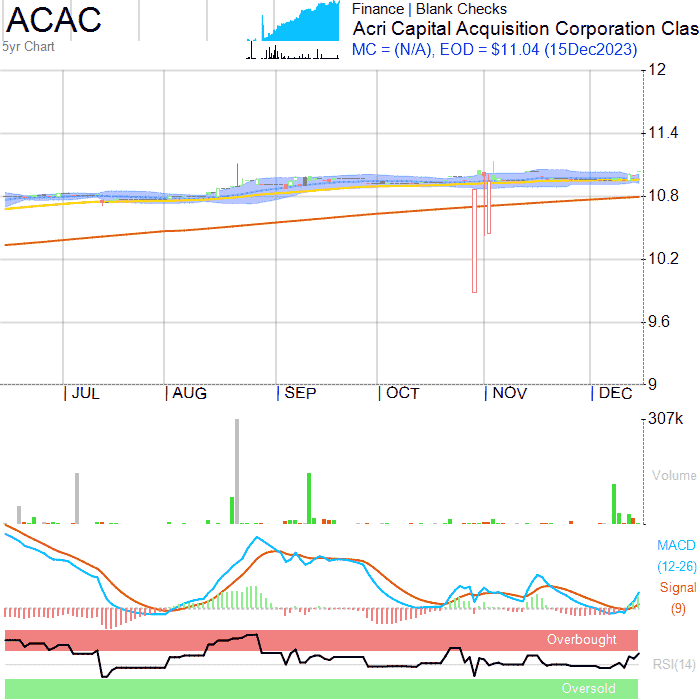 ACAC
5yr Chart
Finance | Blank Checks
Acri Capital Acquisition Corporation Clas
MC = (N/A), EOD = $11.04 (15Dec2023)
12
11.4
10.8
10.2
9.6
9
JUL AUG SEP OCT NOV DEC
307k
Volume
MACD
(12-26)
Signal
(9)
Overbought
RSI(14)
Oversold